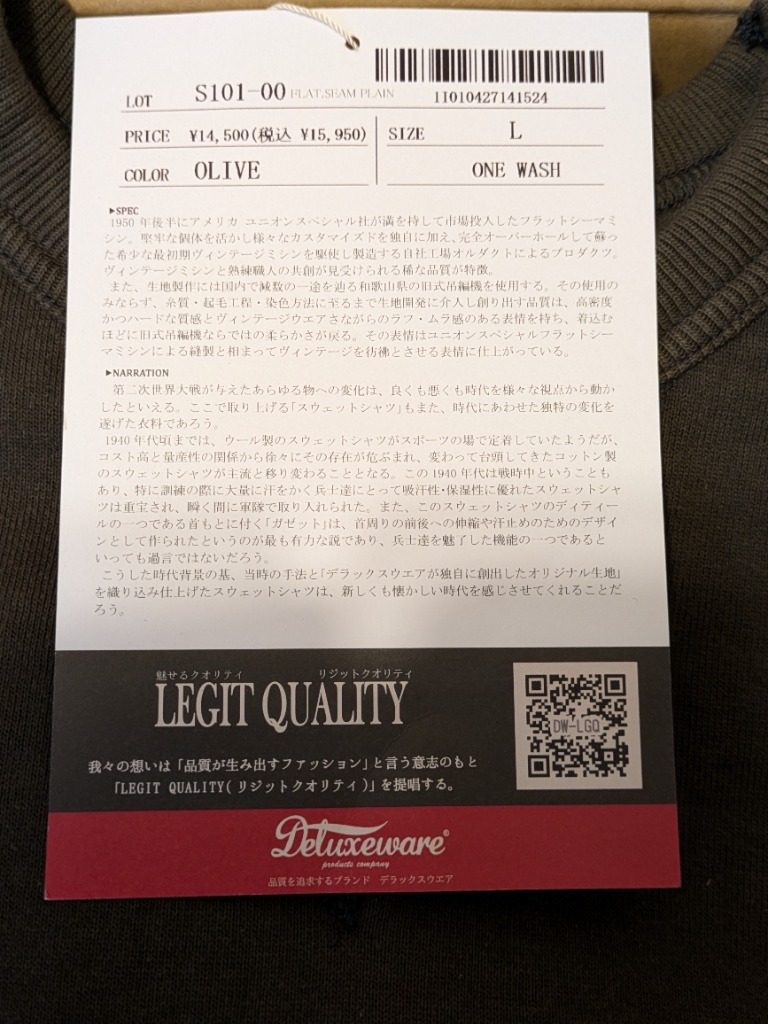 LOT S101-00 FLAT.SEAM PLAIN
11010427141524
PRICE ¥14,500(税込 ¥15,950)
SIZE L
COLOR OLIVE
ONE WASH
▶SPEC
1950年後半にアメリカ ユニオンスペシャル社が満を持して市場投入したフラットシーマミ
シン。堅牢な個体を活かし様々なカスタマイズドを独自に加え、完全オーバーホールして蘇っ
た希少な最初期ヴィンテージミシンを駆使し製造する自社工場オルダクトによるプロダクツ。
ヴィンテージミシンと熟練職人の共創が見受けられる稀な品質が特徴。
また、生地製作には国内で減数の一途を辿る和歌山県の旧式吊編機を使用する。その使用の
みならず、糸質・起毛工程・染色方法に至るまで生地開発に介入し創り出す品質は、高密度
かつハードな質感とヴィンテージウエアさながらのラフ・ムラ感のある表情を持ち、着込む
ほどに旧式吊編機ならではの柔らかさが戻る。その表情はユニオンスペシャルフラットシー
マミシンによる縫製と相まってヴィンテージを彷彿とさせる表情に仕上がっている。
▶NARRATION
第二次世界大戦が与えたあらゆる物への変化は、良くも悪くも時代を様々な視点から動か
したといえる。ここで取り上げる「スウェットシャツ」もまた、時代にあわせた独特の変化を
遂げた衣料であろう。
1940年代頃までは、ウール製のスウェットシャツがスポーツの場で定着していたようだが、
コスト高と量産性の関係から徐々にその存在が危ぶまれ、変わって台頭してきたコットン製
のスウェットシャツが主流と移り変わることとなる。この1940年代は戦時中ということも
あり、特に訓練の際に大量に汗をかく兵士達にとって吸汗性・保湿性に優れたスウェットシャ
ツは重宝され、瞬く間に軍隊で取り入れられた。また、このスウェットシャツのディティー
ルの一つである首もとに付く「ガゼット」は、首周りの前後への伸縮や汗止めのためのデザイ
ンとして作られたというのが最も有力な説であり、兵士達を魅了した機能の一つであると
いっても過言ではないだろう。
こうした時代背景の基、当時の手法と「デラックスウエアが独自に創出したオリジナル生地」
を織り込み仕上げたスウェットシャツは、新しくも懐かしい時代を感じさせてくれることだ
ろう。
魅せるクオリティ リジットクオリティ
LEGIT QUALITY
DW-LGQ
我々の想いは「品質が生み出すファッション」と言う意志のもと
「LEGIT QUALITY(リジットクオリティ)」を提唱する。
Deluxeware®
products company
品質を追求するブランド デラックスウエア